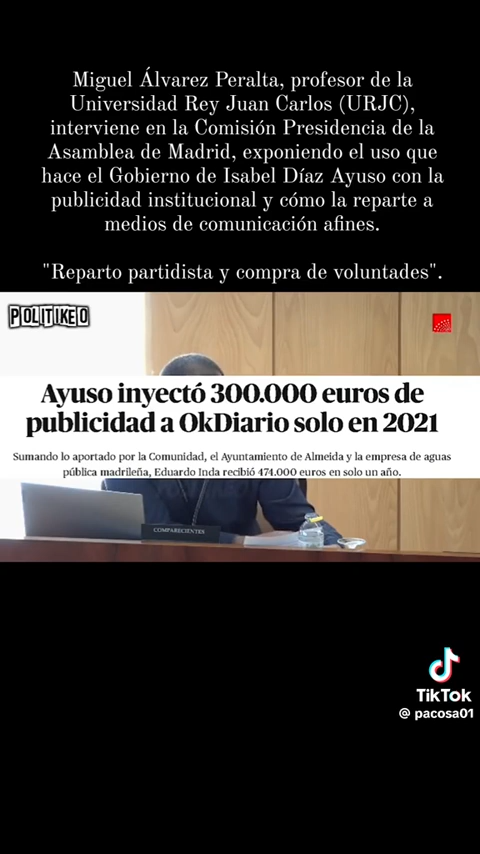 Miguel Álvarez Peralta, profesor de la
Universidad Rey Juan Carlos (URJC),
interviene en la Comisión Presidencia de la
Asamblea de Madrid, exponiendo el uso que
hace el Gobierno de Isabel Díaz Ayuso con la
publicidad institucional y cómo la reparte a
medios de comunicación afines.
"Reparto partidista y compra de voluntades".
POLITIKEO
Ayuso inyectó 300.000 euros de
publicidad a OkDiario solo en 2021
Sumando lo aportado por la Comunidad, el Ayuntamiento de Almeida y la empresa de aguas
pública madrileña, Eduardo Inda recibió 474.000 euros en solo un año.
COMPARECIENTES
TikTok
@ pacosa01